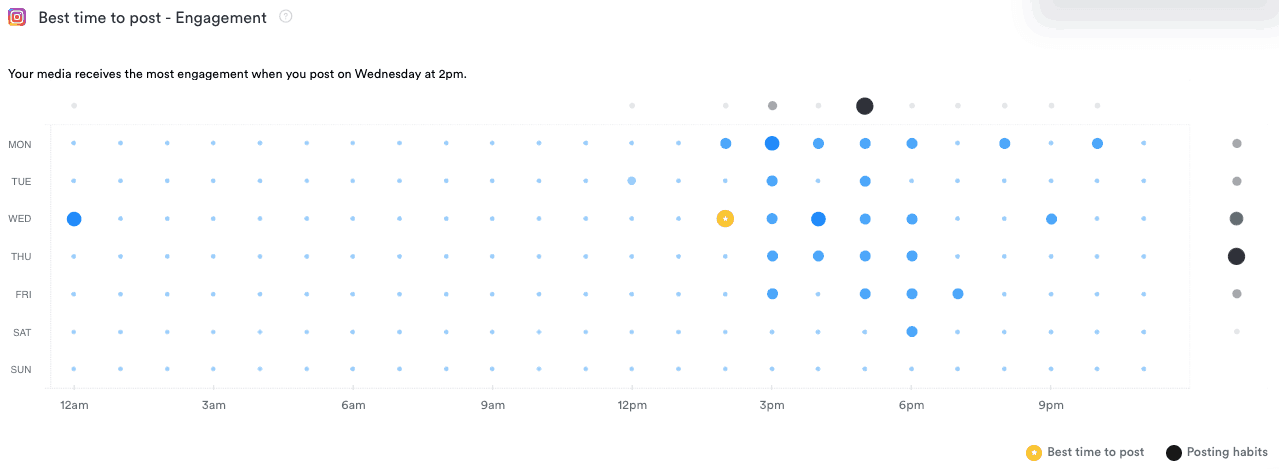 Best time to post - Engagement ?
Your media receives the most engagement when you post on Wednesday at 2pm.
MON
TUE
WED
THU
FRI
SAT
SUN
12am 3am 6am 9am 12pm 3pm 6pm 9pm
Best time to post Posting habits